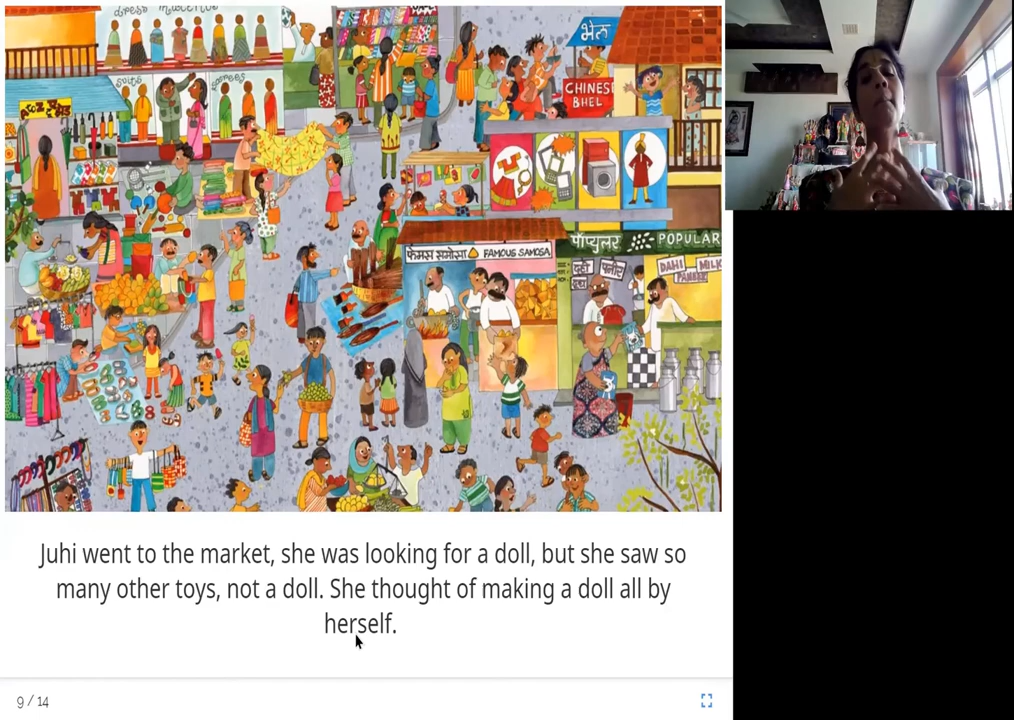 dress material
suits
sarees
भेल
CHINESE
BHEL
फेमस समोसा FAMOUS SAMOSA
पॉप्युलर POPULAR
दही
पनीर
DAHI
MILK
PANEER
Juhi went to the market, she was looking for a doll, but she saw so
many other toys, not a doll. She thought of making a doll all by
herself.
9 / 14